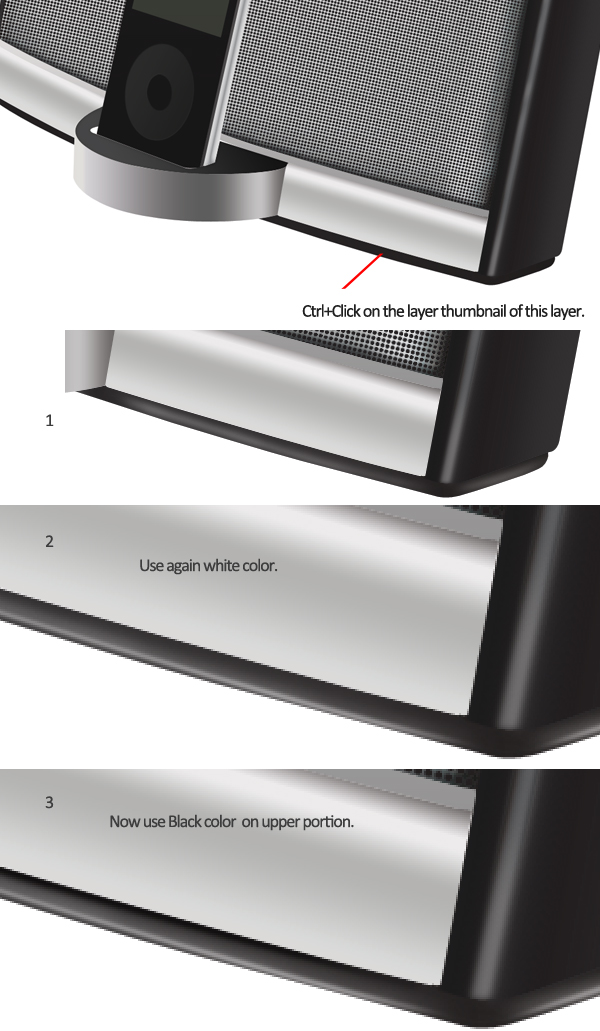 Ctrl+Click on the layer thumbnail of this layer.
1
2
Use again white color.
3
Now use Black color on upper portion.